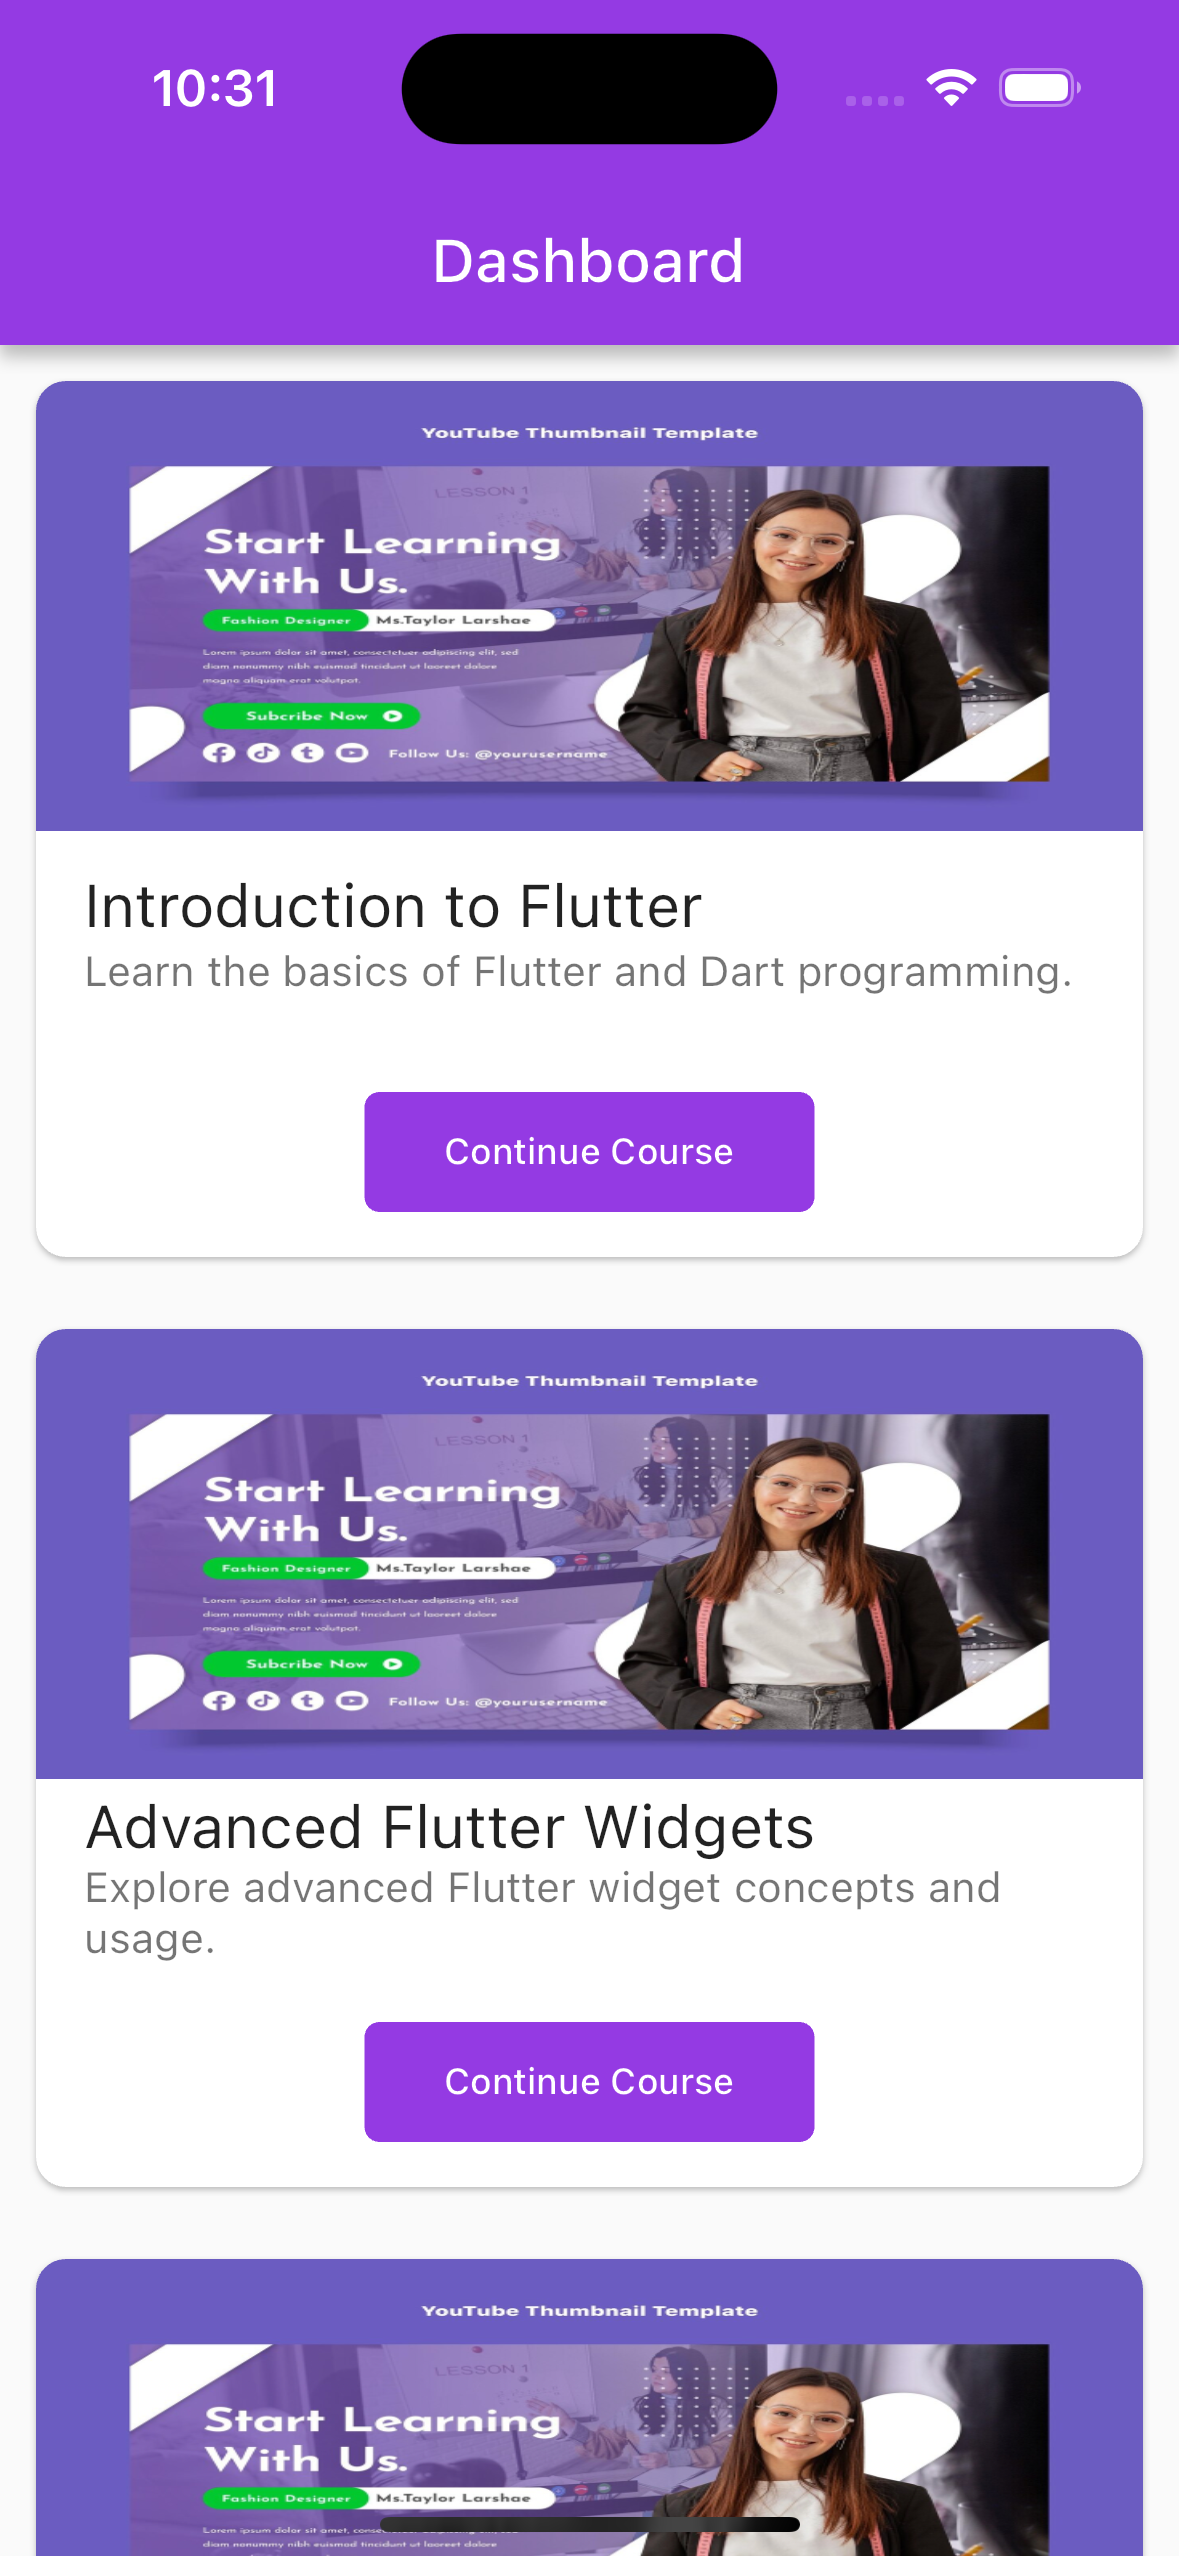 10:31
Dashboard
YouTube Thumbnail Template
LESSON 1
Start Learning
With Us.
Fashion Designer Ms.Taylor Larshae
Lorem ipsum dolor sit amet, consectetuer adipiscing elit, sed
diam nonummy nibh euismod tincidunt ut laoreet dolore
magna aliquam erat volutpat.
Subcribe Now
Follow Us: @yourusername
Introduction to Flutter
Learn the basics of Flutter and Dart programming.
Continue Course
YouTube Thumbnail Template
LESSON 1
Start Learning
With Us.
Fashion Designer Ms.Taylor Larshae
Lorem ipsum dolor sit amet, consectetuer adipiscing elit, sed
diam nonummy nibh euismod tincidunt ut laoreet dolore
magna aliquam erat volutpat.
Subcribe Now
Follow Us: @yourusername
Advanced Flutter Widgets
Explore advanced Flutter widget concepts and
usage.
Continue Course
YouTube Thumbnail Template
LESSON 1
Start Learning
With Us.
Fashion Designer Ms.Taylor Larshae
Lorem ipsum dolor sit amet,
diam nonummy nibh euismod tincidunt ut laoreet dolore